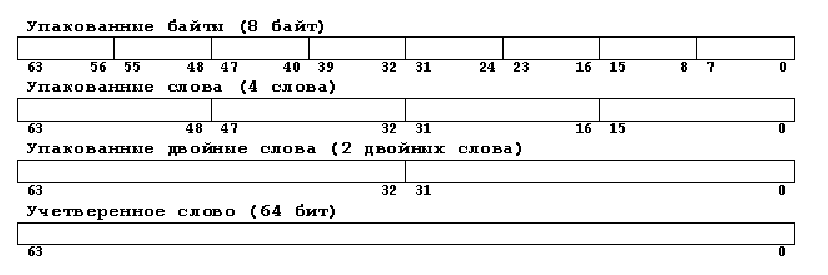 Упакованные байты (8 байт)
63 56 55 48 47 40 39 32 31 24 23 16 15 8 7 0
Упакованные слова (4 слова)
63 48 47 32 31 16 15 0
Упакованные двойные слова (2 двойных слова)
63 32 31 0
Учетверенное слово (64 бит)
63 0